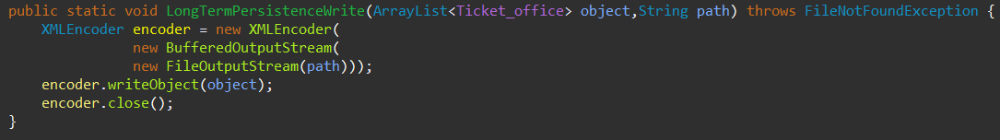 public static void LongTermPersistenceWrite(ArrayList<Ticket_office> object,String path) throws FileNotFoundException {
    XMLEncoder encoder = new XMLEncoder(
                new BufferedOutputStream(
                new FileOutputStream(path)));
    encoder.writeObject(object);
    encoder.close();
}